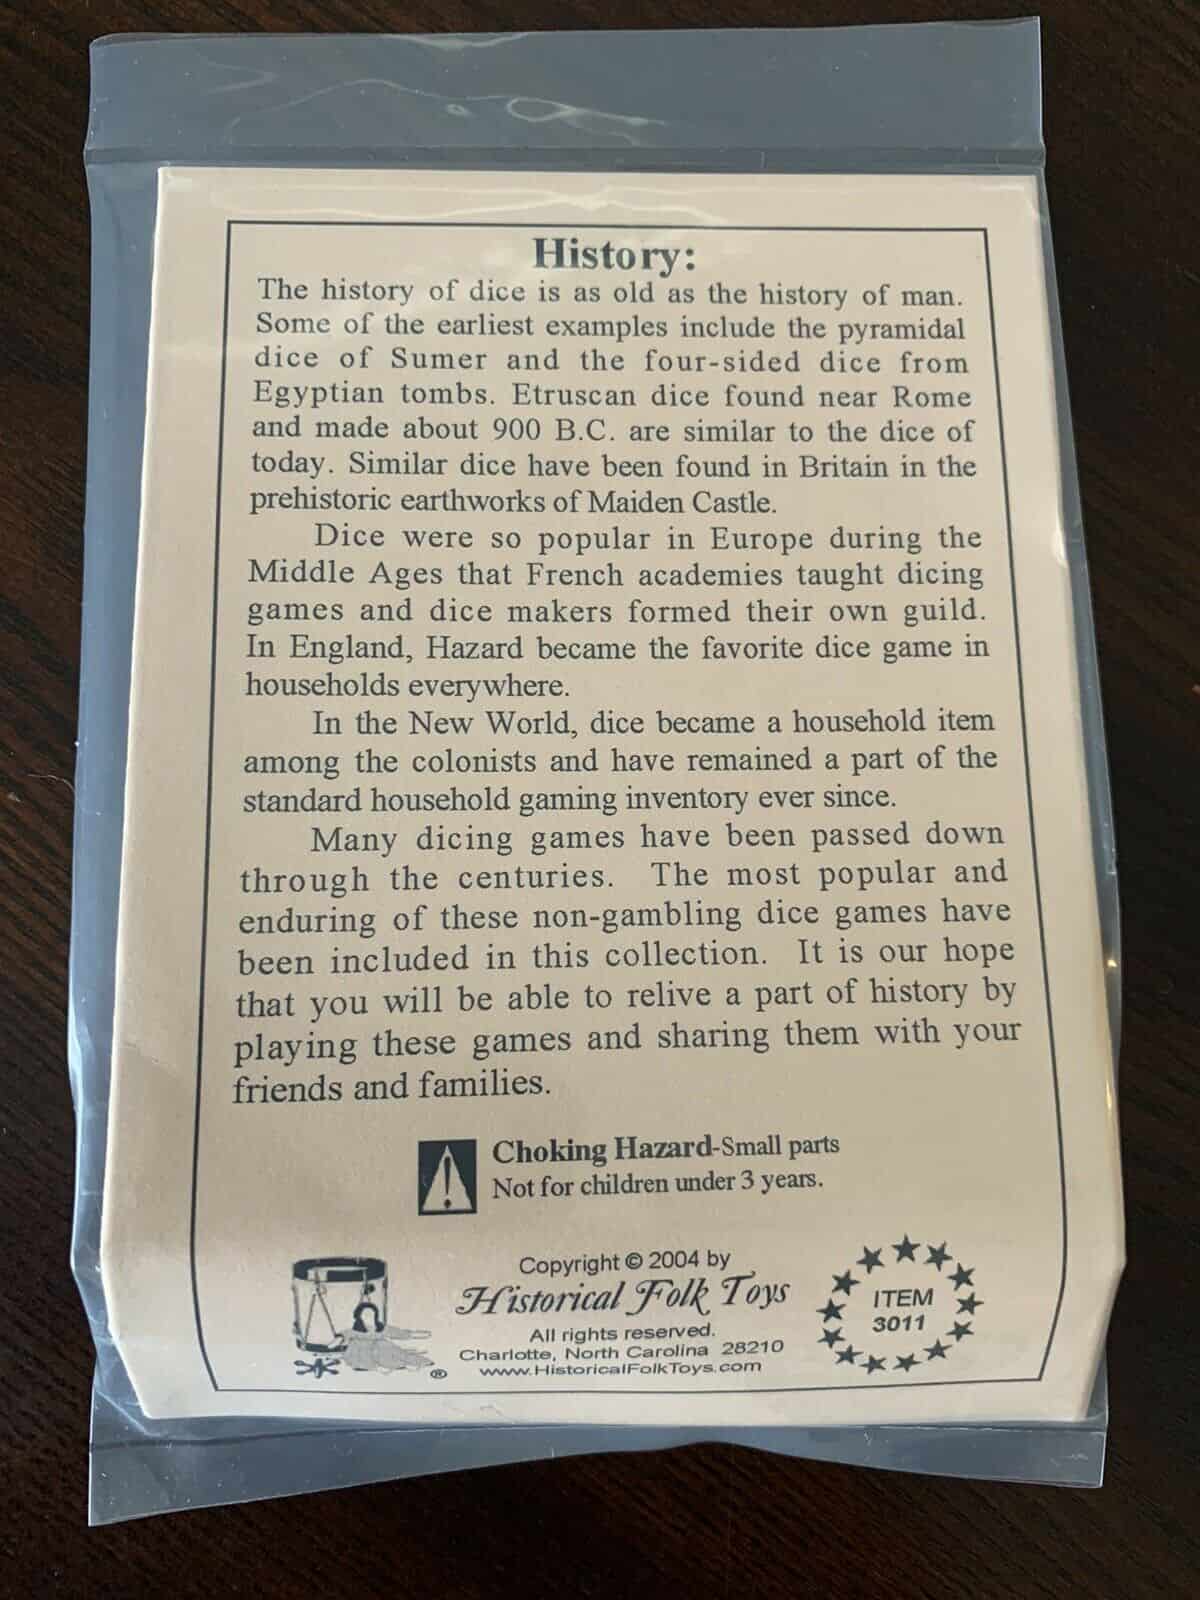 History:
The history of dice is as old as the history of man.
Some of the earliest examples include the pyramidal
dice of Sumer and the four-sided dice from
Egyptian tombs. Etruscan dice found near Rome
and made about 900 B.C. are similar to the dice of
today. Similar dice have been found in Britain in the
prehistoric earthworks of Maiden Castle.
Dice were so popular in Europe during the
Middle Ages that French academies taught dicing
games and dice makers formed their own guild.
In England, Hazard became the favorite dice game in
households everywhere.
In the New World, dice became a household item
among the colonists and have remained a part of the
standard household gaming inventory ever since.
Many dicing games have been passed down
through the centuries. The most popular and
enduring of these non-gambling dice games have
been included in this collection. It is our hope
that you will be able to relive a part of history by
playing these games and sharing them with your
friends and families.
Choking Hazard-Small parts
Not for children under 3 years.
Copyright © 2004 by
Historical Folk Toys
All rights reserved.
Charlotte, North Carolina 28210
www.HistoricalFolkToys.com
®
ITEM
3011